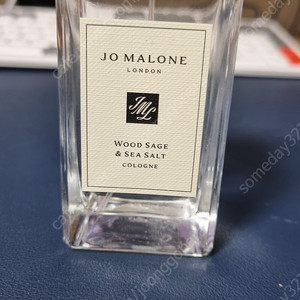 JO MALONE
LONDON
JML
WOOD SAGE
& SEA SALT
COLOGNE